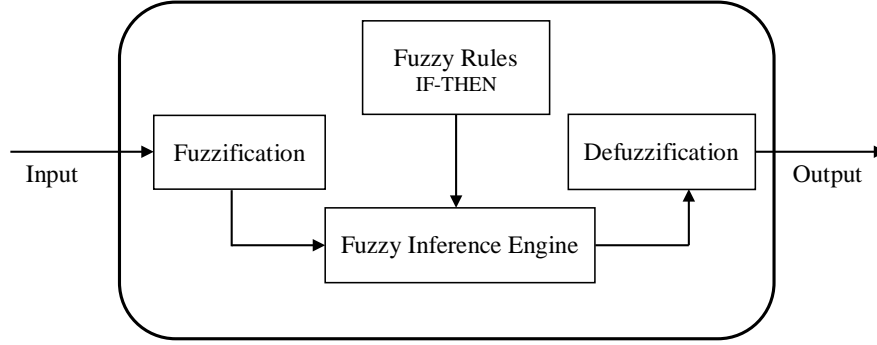 Fuzzy Rules
IF-THEN
Fuzzification
Defuzzification
Input
Output
Fuzzy Inference Engine